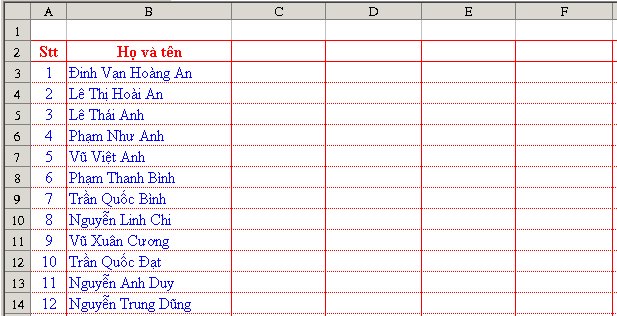 A B C D E F
1
2 Stt Họ và tên
3 1 Đinh Vạn Hoàng An
4 2 Lê Thị Hoài An
5 3 Lê Thái Anh
6 4 Phạm Như Anh
7 5 Vũ Việt Anh
8 6 Phạm Thanh Bình
9 7 Trần Quốc Bình
10 8 Nguyễn Linh Chi
11 9 Vũ Xuân Cương
12 10 Trần Quốc Đạt
13 11 Nguyễn Anh Duy
14 12 Nguyễn Trung Dũng